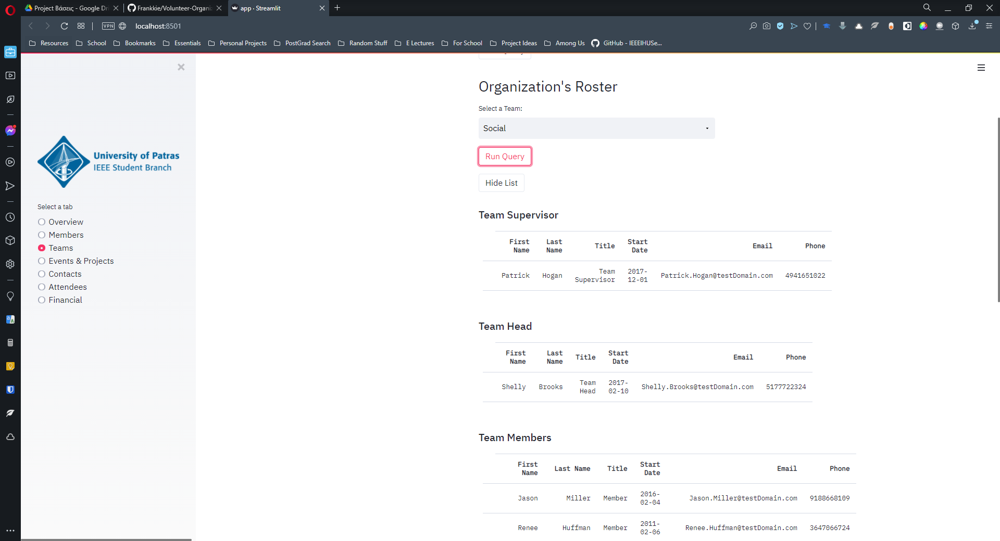 Project Βάσεις - Google Dri
Frankkie/Volunteer-Organiz
app · Streamlit
VPN
localhost:8501
Resources
School
Bookmarks
Essentials
Personal Projects
PostGrad Search
Random Stuff
E Lectures
For School
Project Ideas
Among Us
GitHub - IEEEIHUSe...
University of Patras
IEEE Student Branch
Select a tab
Overview
Members
Teams
Events & Projects
Contacts
Attendees
Financial
Organization's Roster
Select a Team:
Social
Run Query
Hide List
Team Supervisor
First Name Last Name Title Start Date Email Phone
Patrick Hogan Team Supervisor 2017-12-01 Patrick.Hogan@testDomain.com 4941651022
Team Head
First Name Last Name Title Start Date Email Phone
Shelly Brooks Team Head 2017-02-10 Shelly.Brooks@testDomain.com 5177722324
Team Members
First Name Last Name Title Start Date Email Phone
Jason Miller Member 2016-02-04 Jason.Miller@testDomain.com 9188668109
Renee Huffman Member 2011-02-06 Renee.Huffman@testDomain.com 3647066724